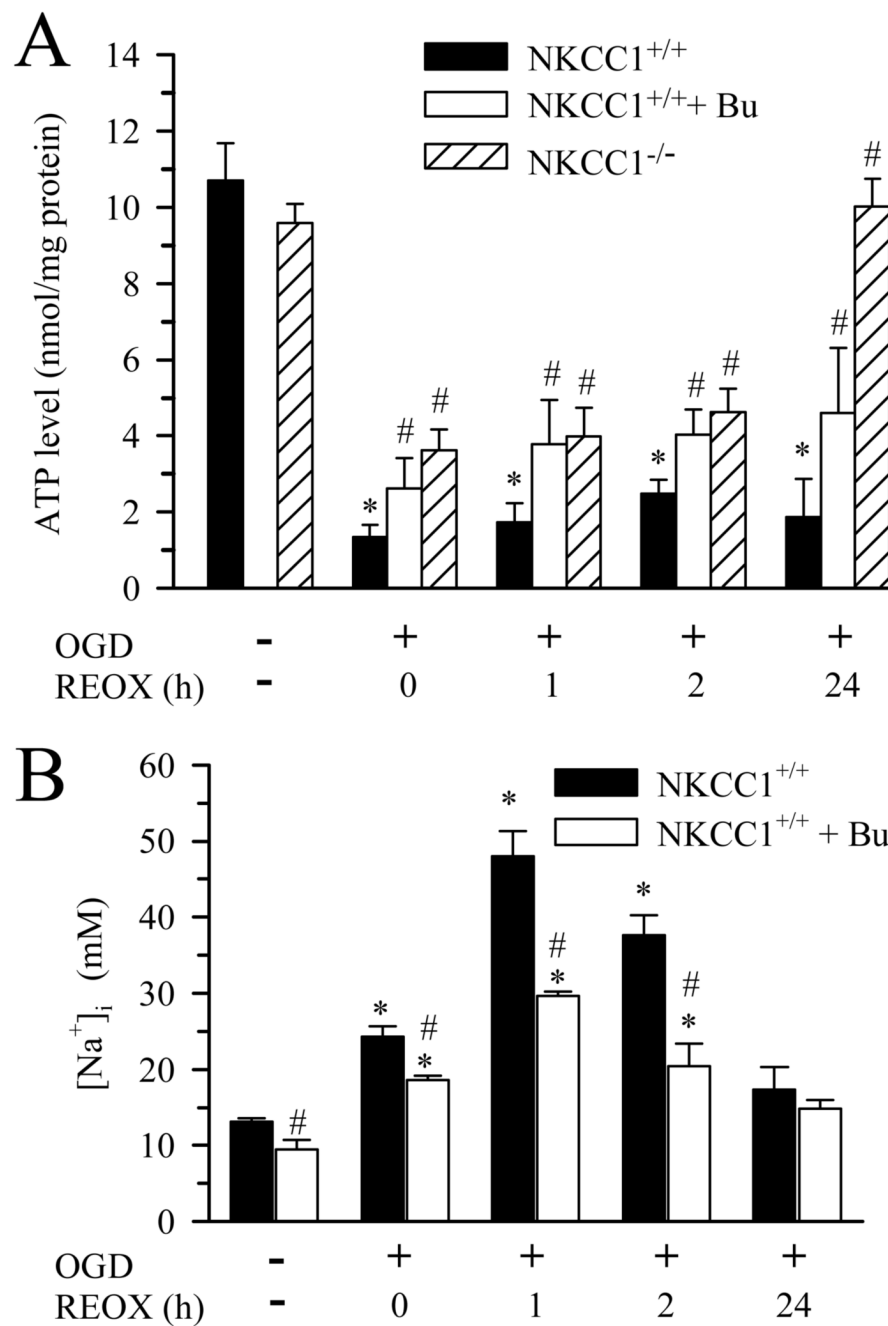 A
14
12
10
8
6
4
2
0
ATP level (nmol/mg protein)
NKCC1+/+
NKCC1+/++ Bu
NKCC1-/-
* # #
* # #
* # #
* # #
OGD - + + + +
REOX (h) - 0 1 2 24
B
60
50
40
30
20
10
0
[Na+]i (mM)
NKCC1+/+
NKCC1+/+ + Bu
#
* # *
* # *
* # *
OGD - + + + +
REOX (h) - 0 1 2 24